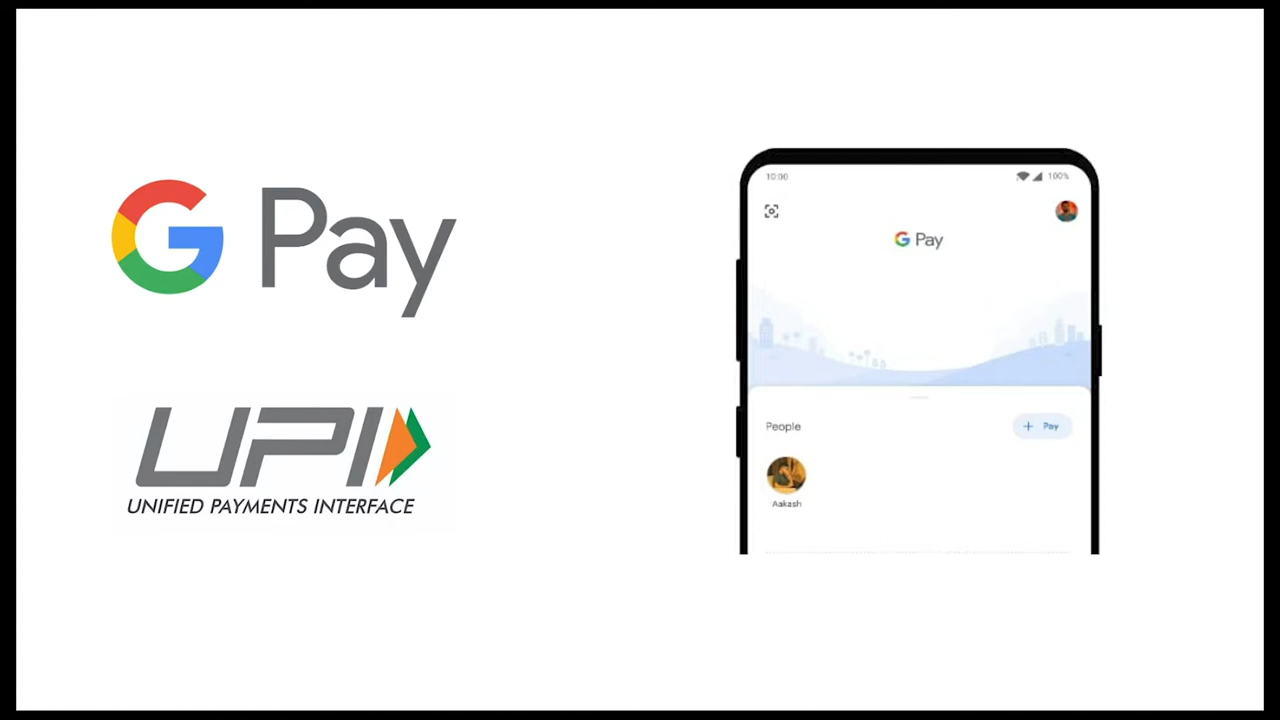 G Pay
UPI
UNIFIED PAYMENTS INTERFACE
10:00
100%
G Pay
People
+ Pay
Aakash